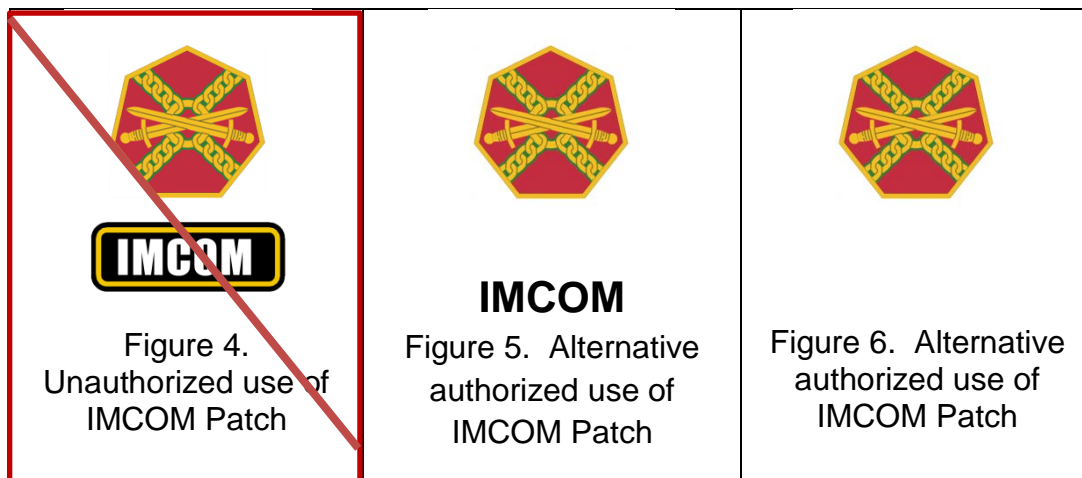 IMCOM
Figure 4.
Unauthorized use of
IMCOM Patch
IMCOM
Figure 5.  Alternative
authorized use of
IMCOM Patch
Figure 6.  Alternative
authorized use of
IMCOM Patch